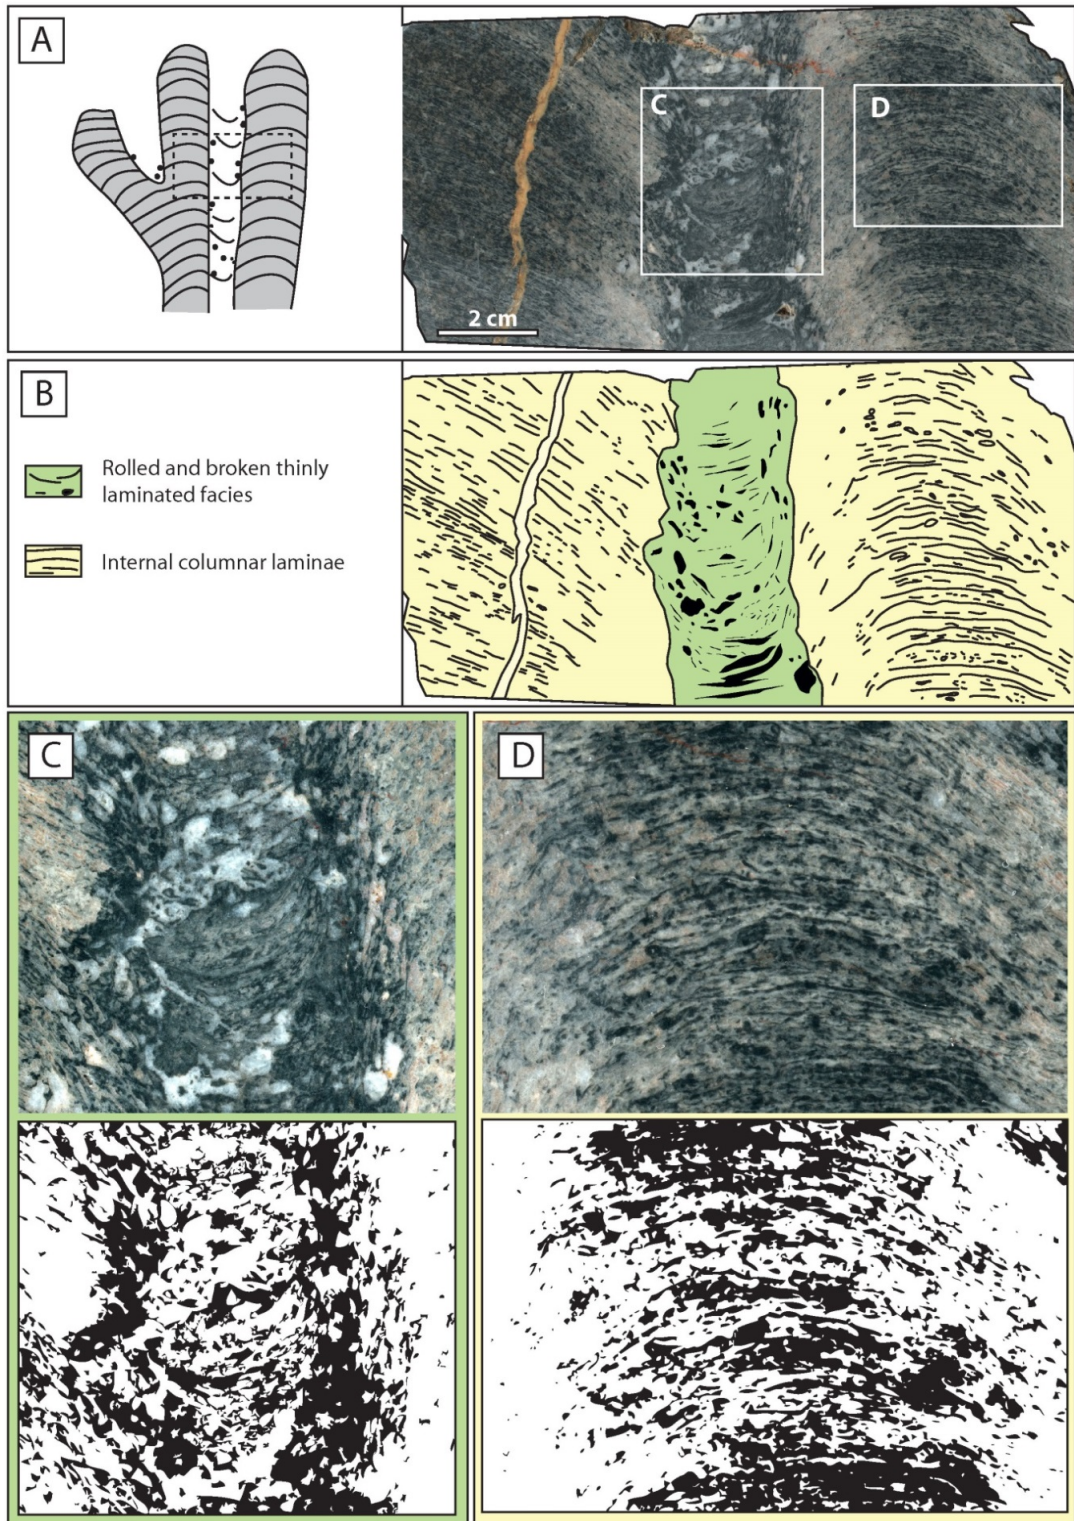 A
C
D
2 cm
B
Rolled and broken thinly
laminated facies
Internal columnar laminae
C
D